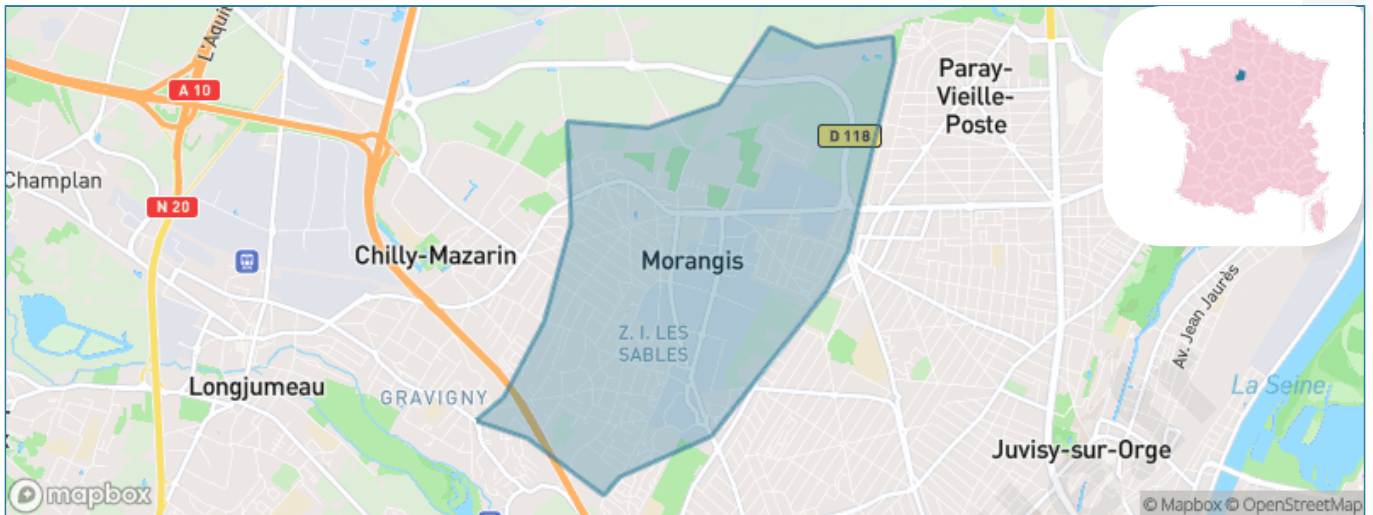 L'Aquit
A 10
Paray-
Vieille-
Poste
D 118
Champlan
N 20
Chilly-Mazarin
Morangis
Z. I. LES
SABLES
Av. Jean Jaurès
Longjumeau
GRAVIGNY
La Seine
Juvisy-sur-Orge
mapbox
© Mapbox © OpenStreetMap